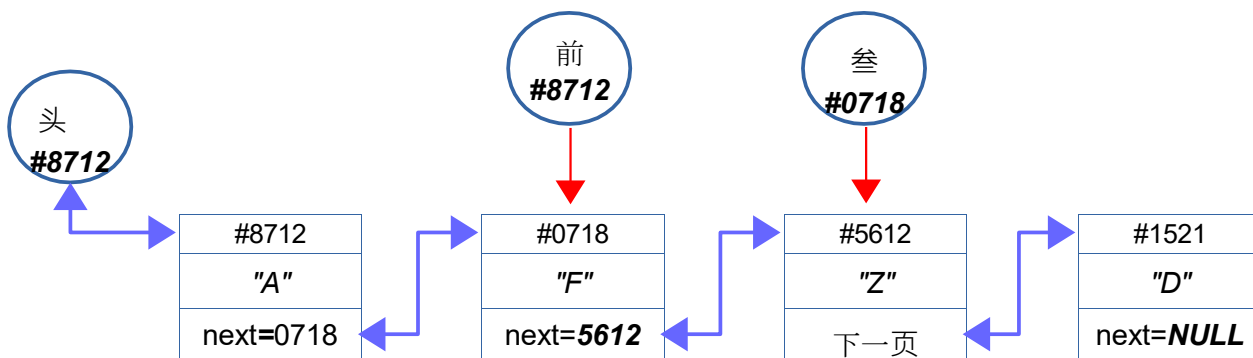 头
#8712
前
#8712
叁
#0718
#8712
"A"
next=0718
#0718
"F"
next=5612
#5612
"Z"
下一页
#1521
"D"
next=NULL